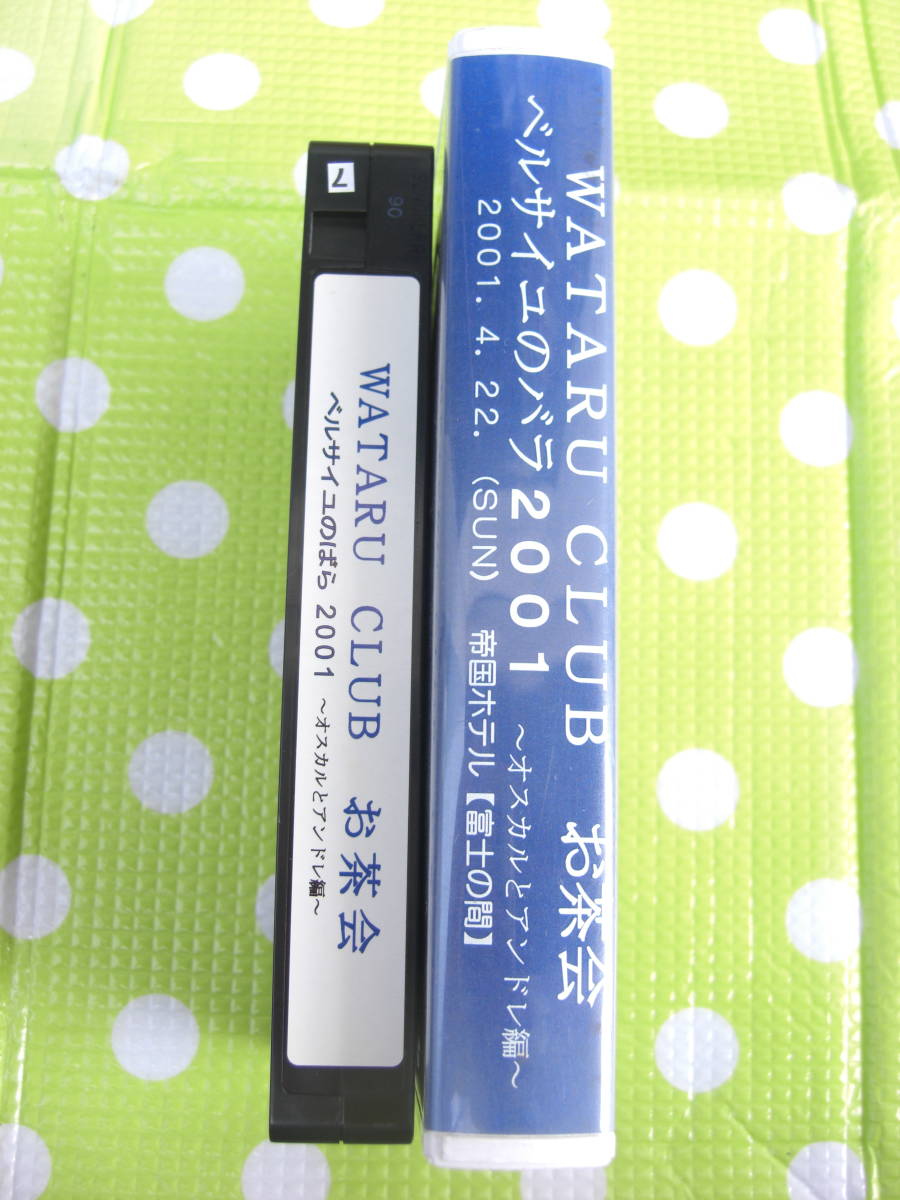 7
90
WATARU CLUB お茶会
ベルサイユのばら 2001 ～オスカルとアンドレ編～
WATARU CLUB お茶会
ベルサイユのバラ2001 ～オスカルとアンドレ編～
2001. 4. 22. (SUN) 帝国ホテル【富士の間】